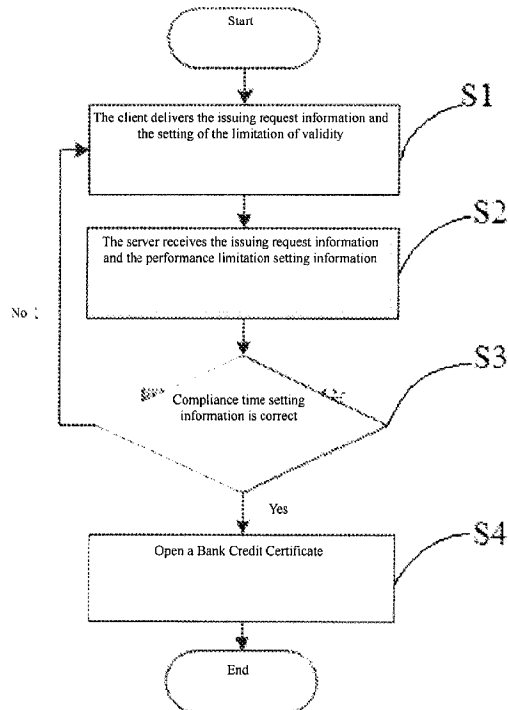 Start
The client delivers the issuing request information and
the setting of the limitation of validity
S1
The server receives the issuing request information
and the performance limitation setting information
S2
No
Compliance time setting
information is correct
S3
Yes
Open a Bank Credit Certificate
S4
End